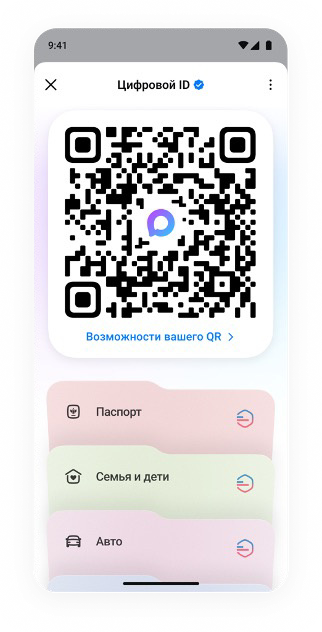 9:41
Цифровой ID
Возможности вашего QR
Паспорт
Семья и дети
Авто